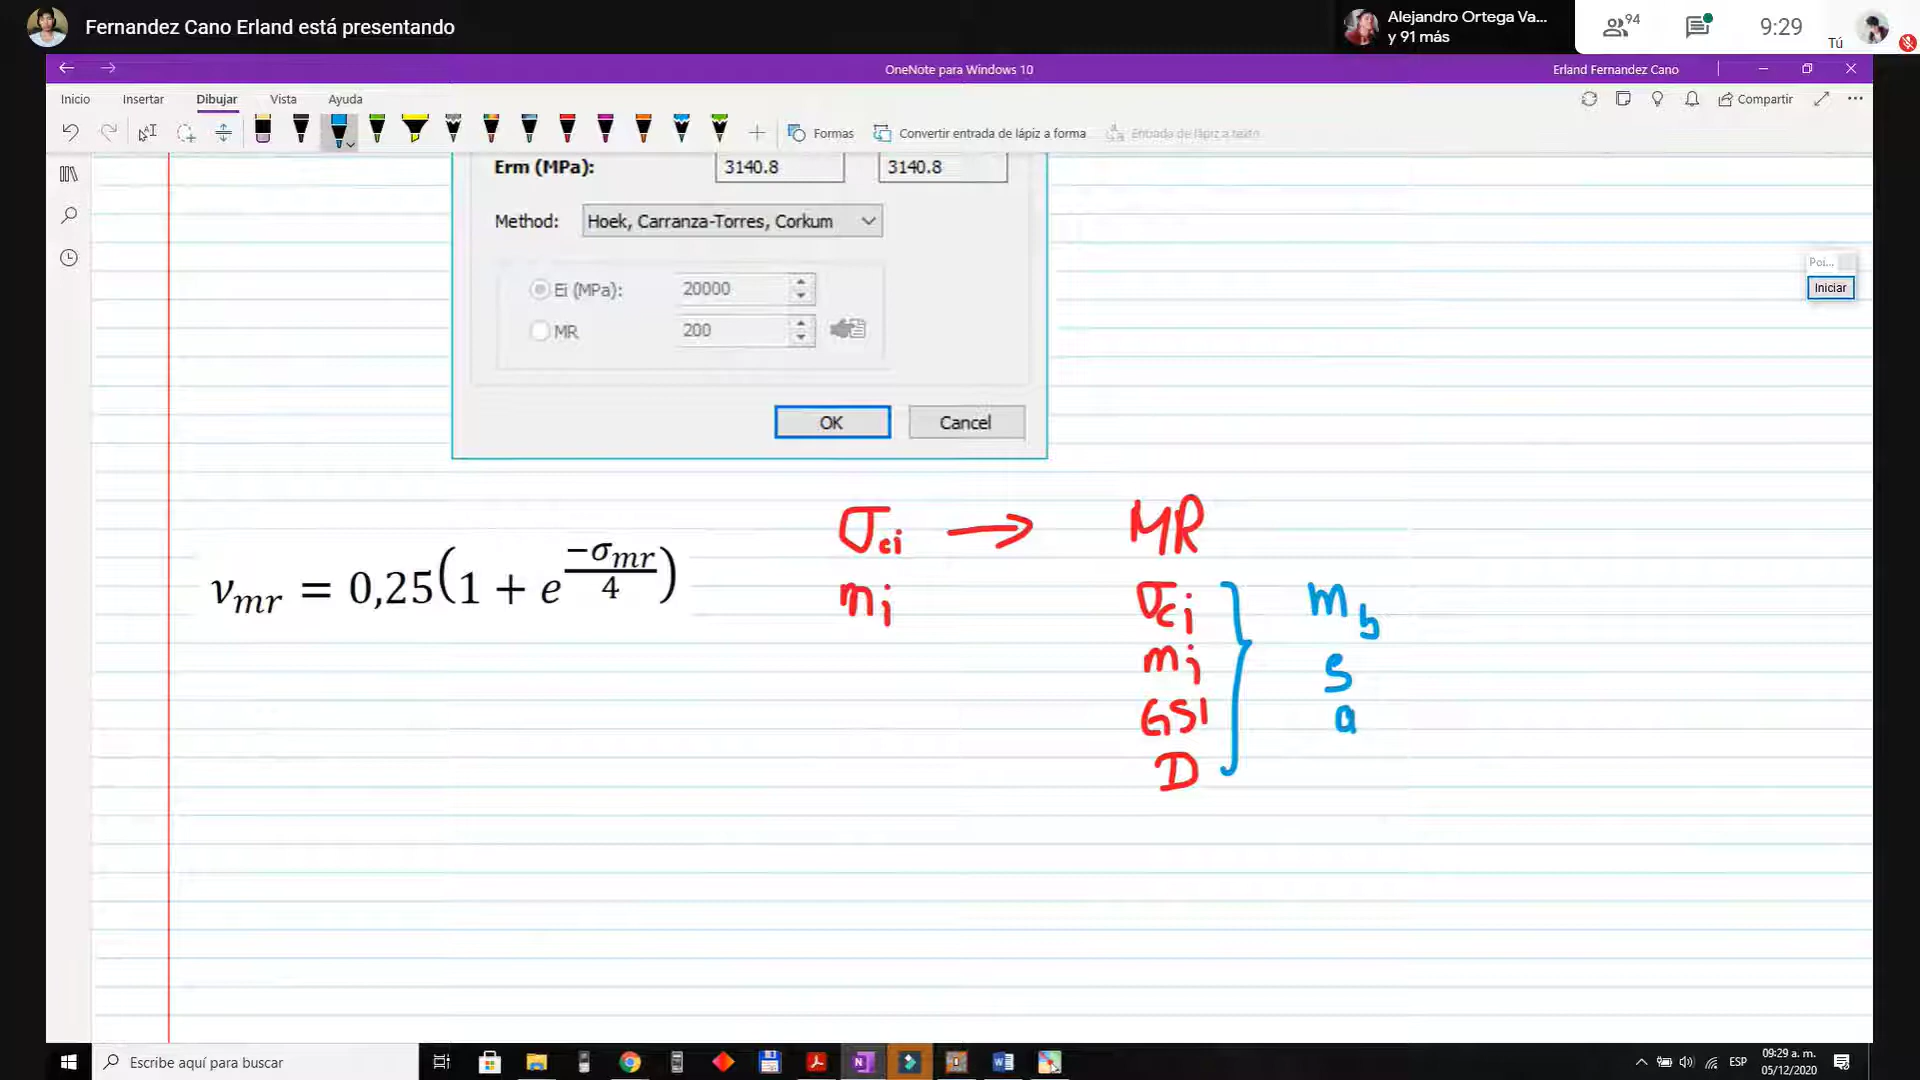 Fernandez Cano Erland está presentando
Alejandro Ortega Va...
y 91 más
94
9:29
Tú
OneNote para Windows 10
Erland Fernandez Cano
Inicio Insertar Dibujar Vista Ayuda
Compartir
Formas Convertir entrada de lápiz a forma Entrada de lápiz a texto
Erm (MPa): 3140.8 3140.8
Method: Hoek, Carranza-Torres, Corkum
Ei (MPa): 20000
MR 200
OK Cancel
Poi...
Iniciar
σci → MR
ν_mr = 0,25(1 + e^(−σ_mr/4))
mi σci mb
mi s
GSI a
D
Escribe aquí para buscar
ESP
09:29 a. m.
05/12/2020